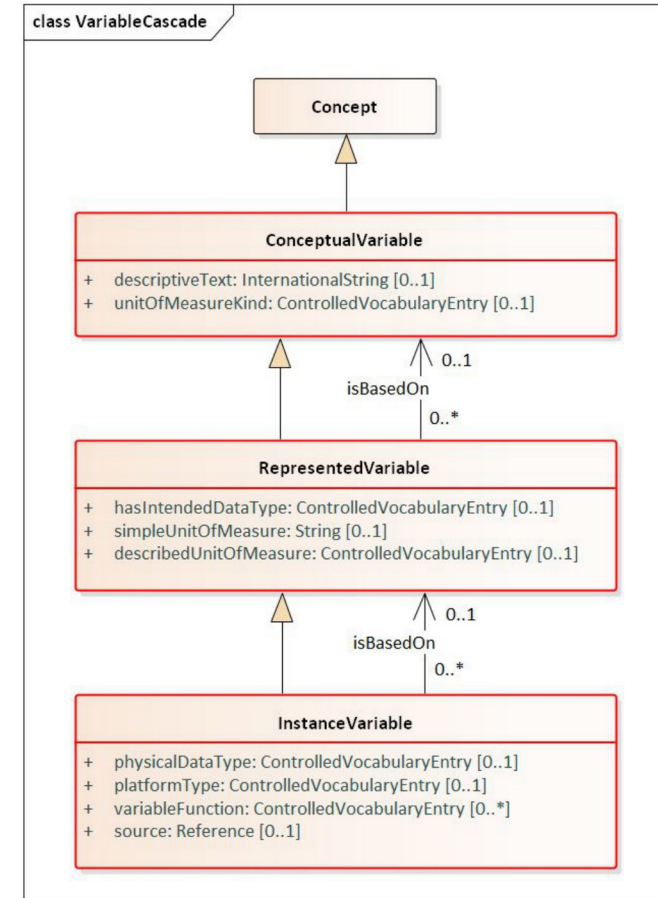 class VariableCascade
Concept
ConceptualVariable
+ descriptiveText: InternationalString [0..1]
+ unitOfMeasureKind: ControlledVocabularyEntry [0..1]
0..1
isBasedOn
0..*
RepresentedVariable
+ hasIntendedDataType: ControlledVocabularyEntry [0..1]
+ simpleUnitOfMeasure: String [0..1]
+ describedUnitOfMeasure: ControlledVocabularyEntry [0..1]
0..1
isBasedOn
0..*
InstanceVariable
+ physicalDataType: ControlledVocabularyEntry [0..1]
+ platformType: ControlledVocabularyEntry [0..1]
+ variableFunction: ControlledVocabularyEntry [0..*]
+ source: Reference [0..1]